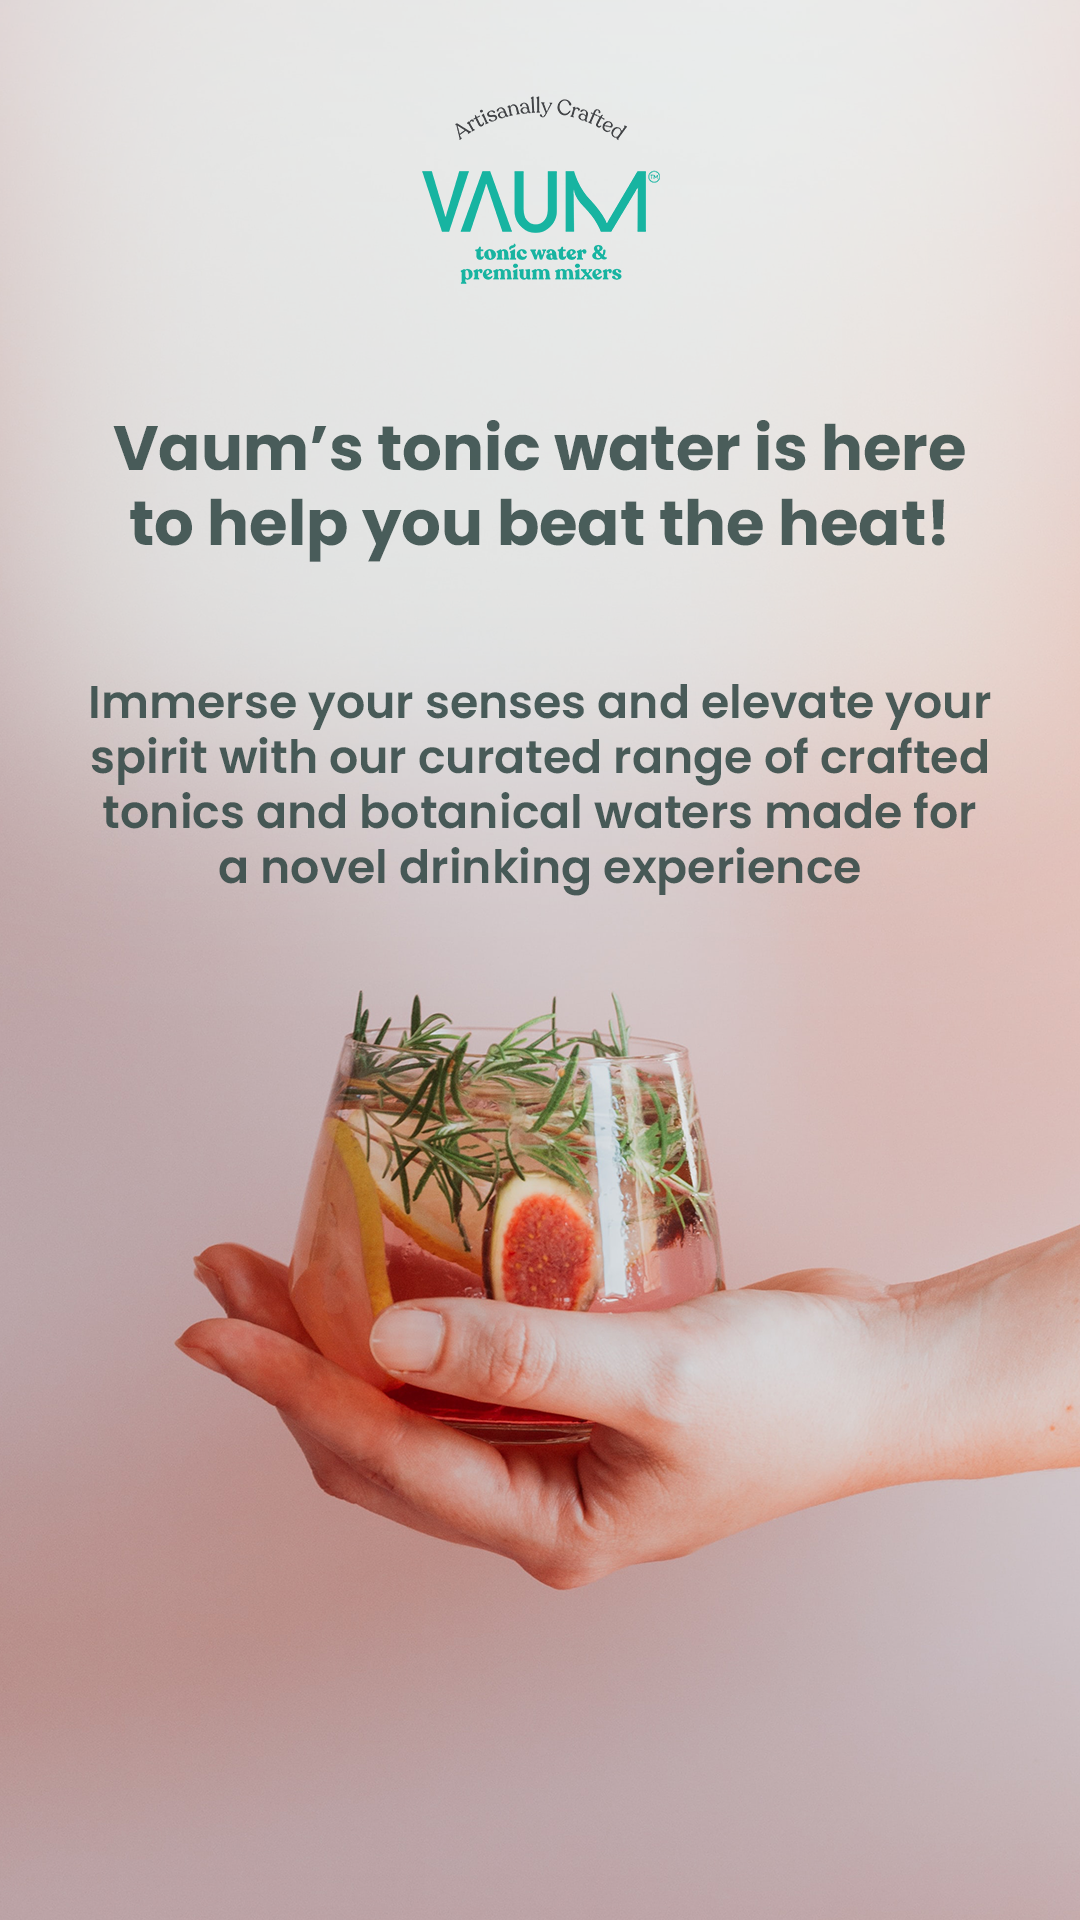 Artisanally Crafted
VAUM™
tonic water &
premium mixers
Vaum’s tonic water is here
to help you beat the heat!
Immerse your senses and elevate your
spirit with our curated range of crafted
tonics and botanical waters made for
a novel drinking experience